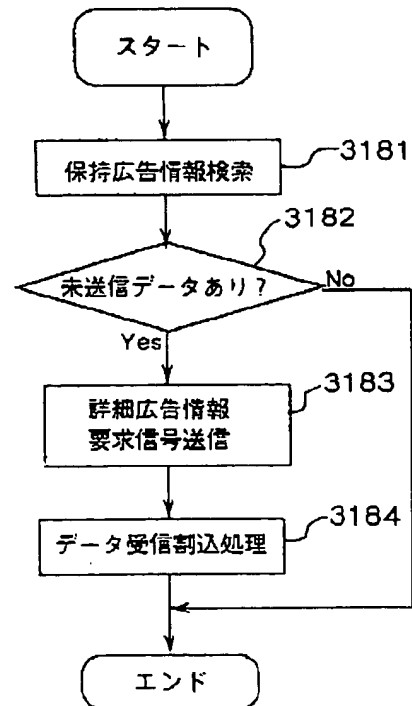 スタート
保持広告情報検索
3181
3182
未送信データあり？
No
Yes
詳細広告情報
要求信号送信
3183
データ受信割込処理
3184
エンド